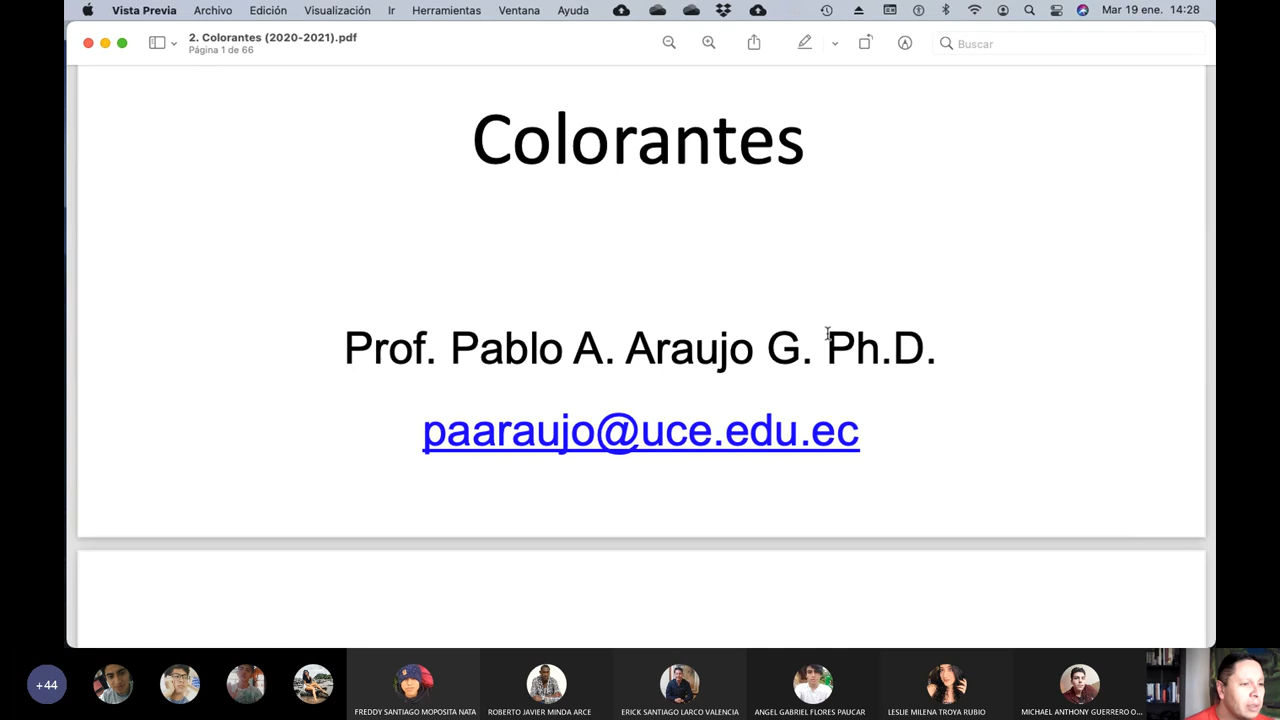 Vista Previa Archivo Edición Visualización Ir Herramientas Ventana Ayuda Mar 19 ene. 14:28
2. Colorantes (2020-2021).pdf
Página 1 de 66
Buscar
Colorantes
Prof. Pablo A. Araujo G. Ph.D.
paaraujo@uce.edu.ec
+44
FREDDY SANTIAGO MOPOSITA NATA
ROBERTO JAVIER MINDA ARCE
ERICK SANTIAGO LARCO VALENCIA
ANGEL GABRIEL FLORES PAUCAR
LESLIE MILENA TROYA RUBIO
MICHAEL ANTHONY GUERRERO O...